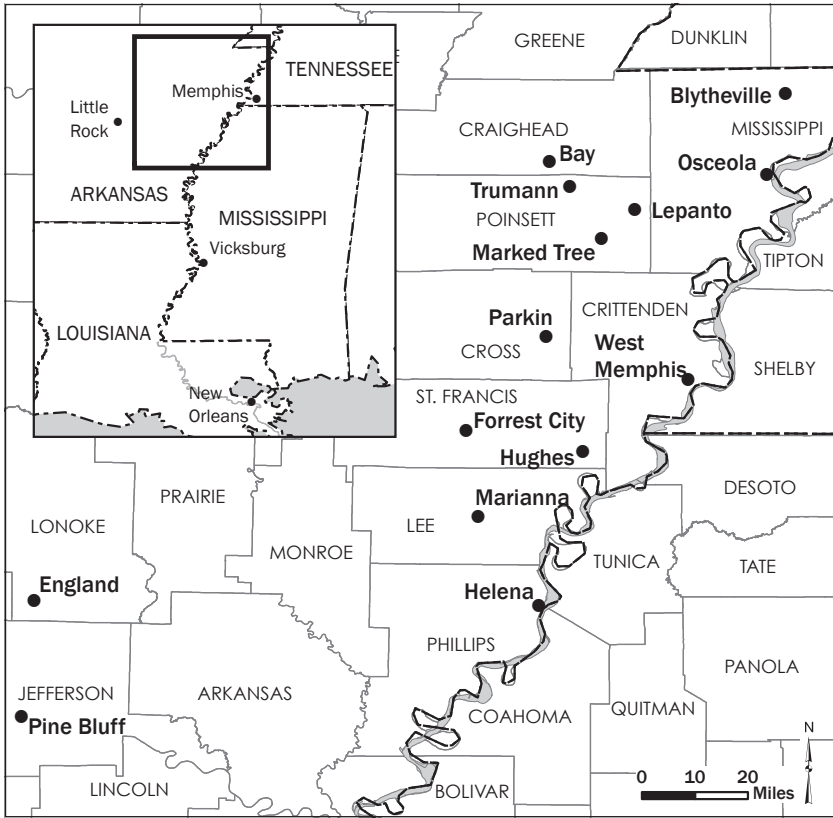 GREENE
DUNKLIN
TENNESSEE
Memphis
Little
Rock
ARKANSAS
MISSISSIPPI
Vicksburg
LOUISIANA
New
Orleans
Blytheville
MISSISSIPPI
CRAIGHEAD
Bay
Osceola
Trumann
POINSETT
Lepanto
Marked Tree
TIPTON
CRITTENDEN
Parkin
CROSS
West
Memphis
SHELBY
ST. FRANCIS
Forrest City
Hughes
PRAIRIE
Marianna
DESOTO
LONOKE
LEE
MONROE
TUNICA
TATE
England
Helena
PHILLIPS
PANOLA
JEFFERSON
ARKANSAS
Pine Bluff
COAHOMA
QUITMAN
LINCOLN
BOLIVAR
N
0 10 20
Miles